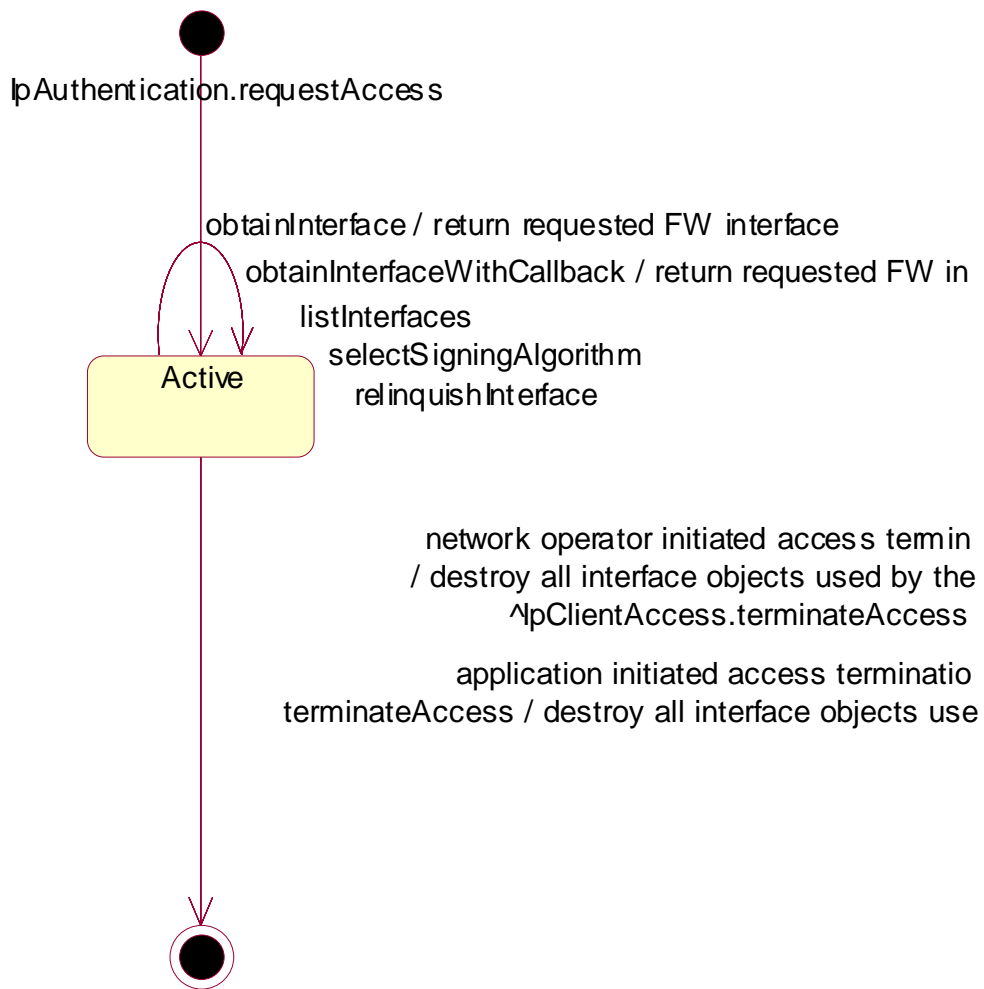 IpAuthentication.requestAccess
obtainInterface / return requested FW interface
obtainInterfaceWithCallback / return requested FW in
listInterfaces
selectSigningAlgorithm
relinquishInterface
Active
network operator initiated access termin
/ destroy all interface objects used by the
^IpClientAccess.terminateAccess
application initiated access terminatio
terminateAccess / destroy all interface objects use